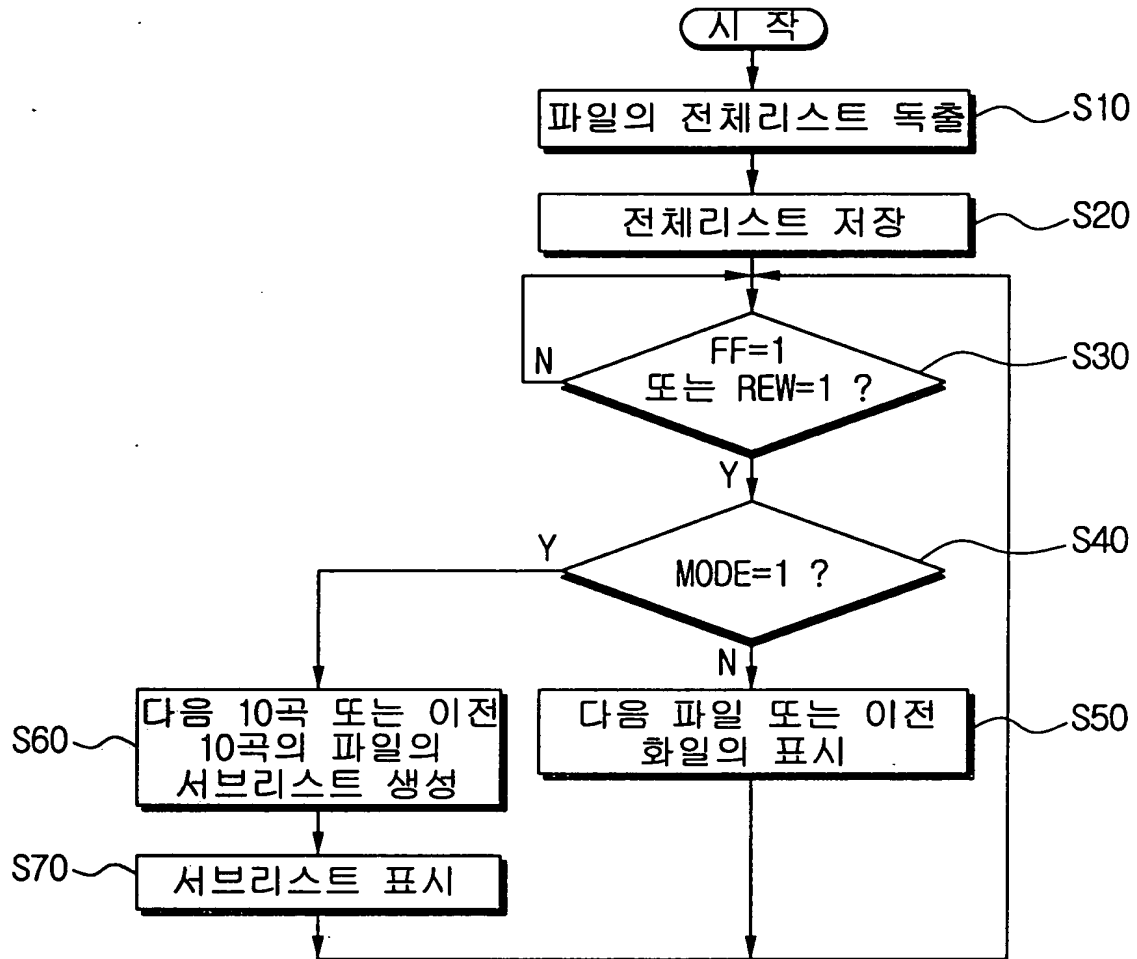 시 작
파일의 전체리스트 독출
S10
전체리스트 저장
S20
FF=1
또는 REW=1 ?
S30
N
Y
MODE=1 ?
S40
Y
N
다음 10곡 또는 이전
10곡의 파일의
서브리스트 생성
S60
다음 파일 또는 이전
화일의 표시
S50
서브리스트 표시
S70